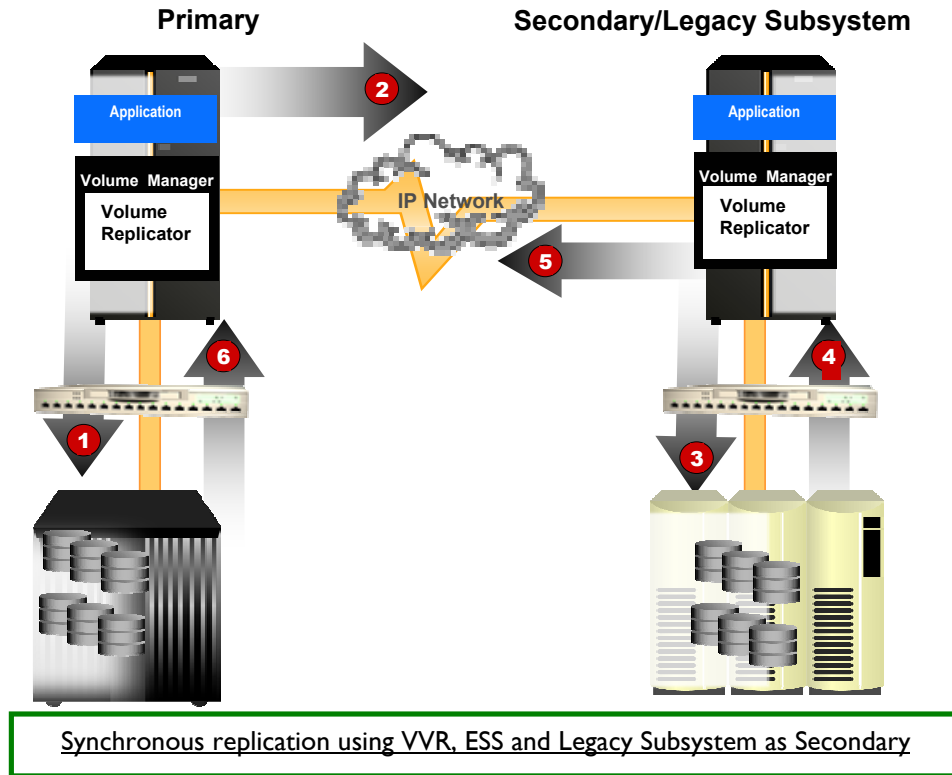 Primary
Secondary/Legacy Subsystem
2
Application
Application
Volume Manager
Volume
Replicator
IP Network
Volume Manager
Volume
Replicator
5
6
4
1
3
Synchronous replication using VVR, ESS and Legacy Subsystem as Secondary